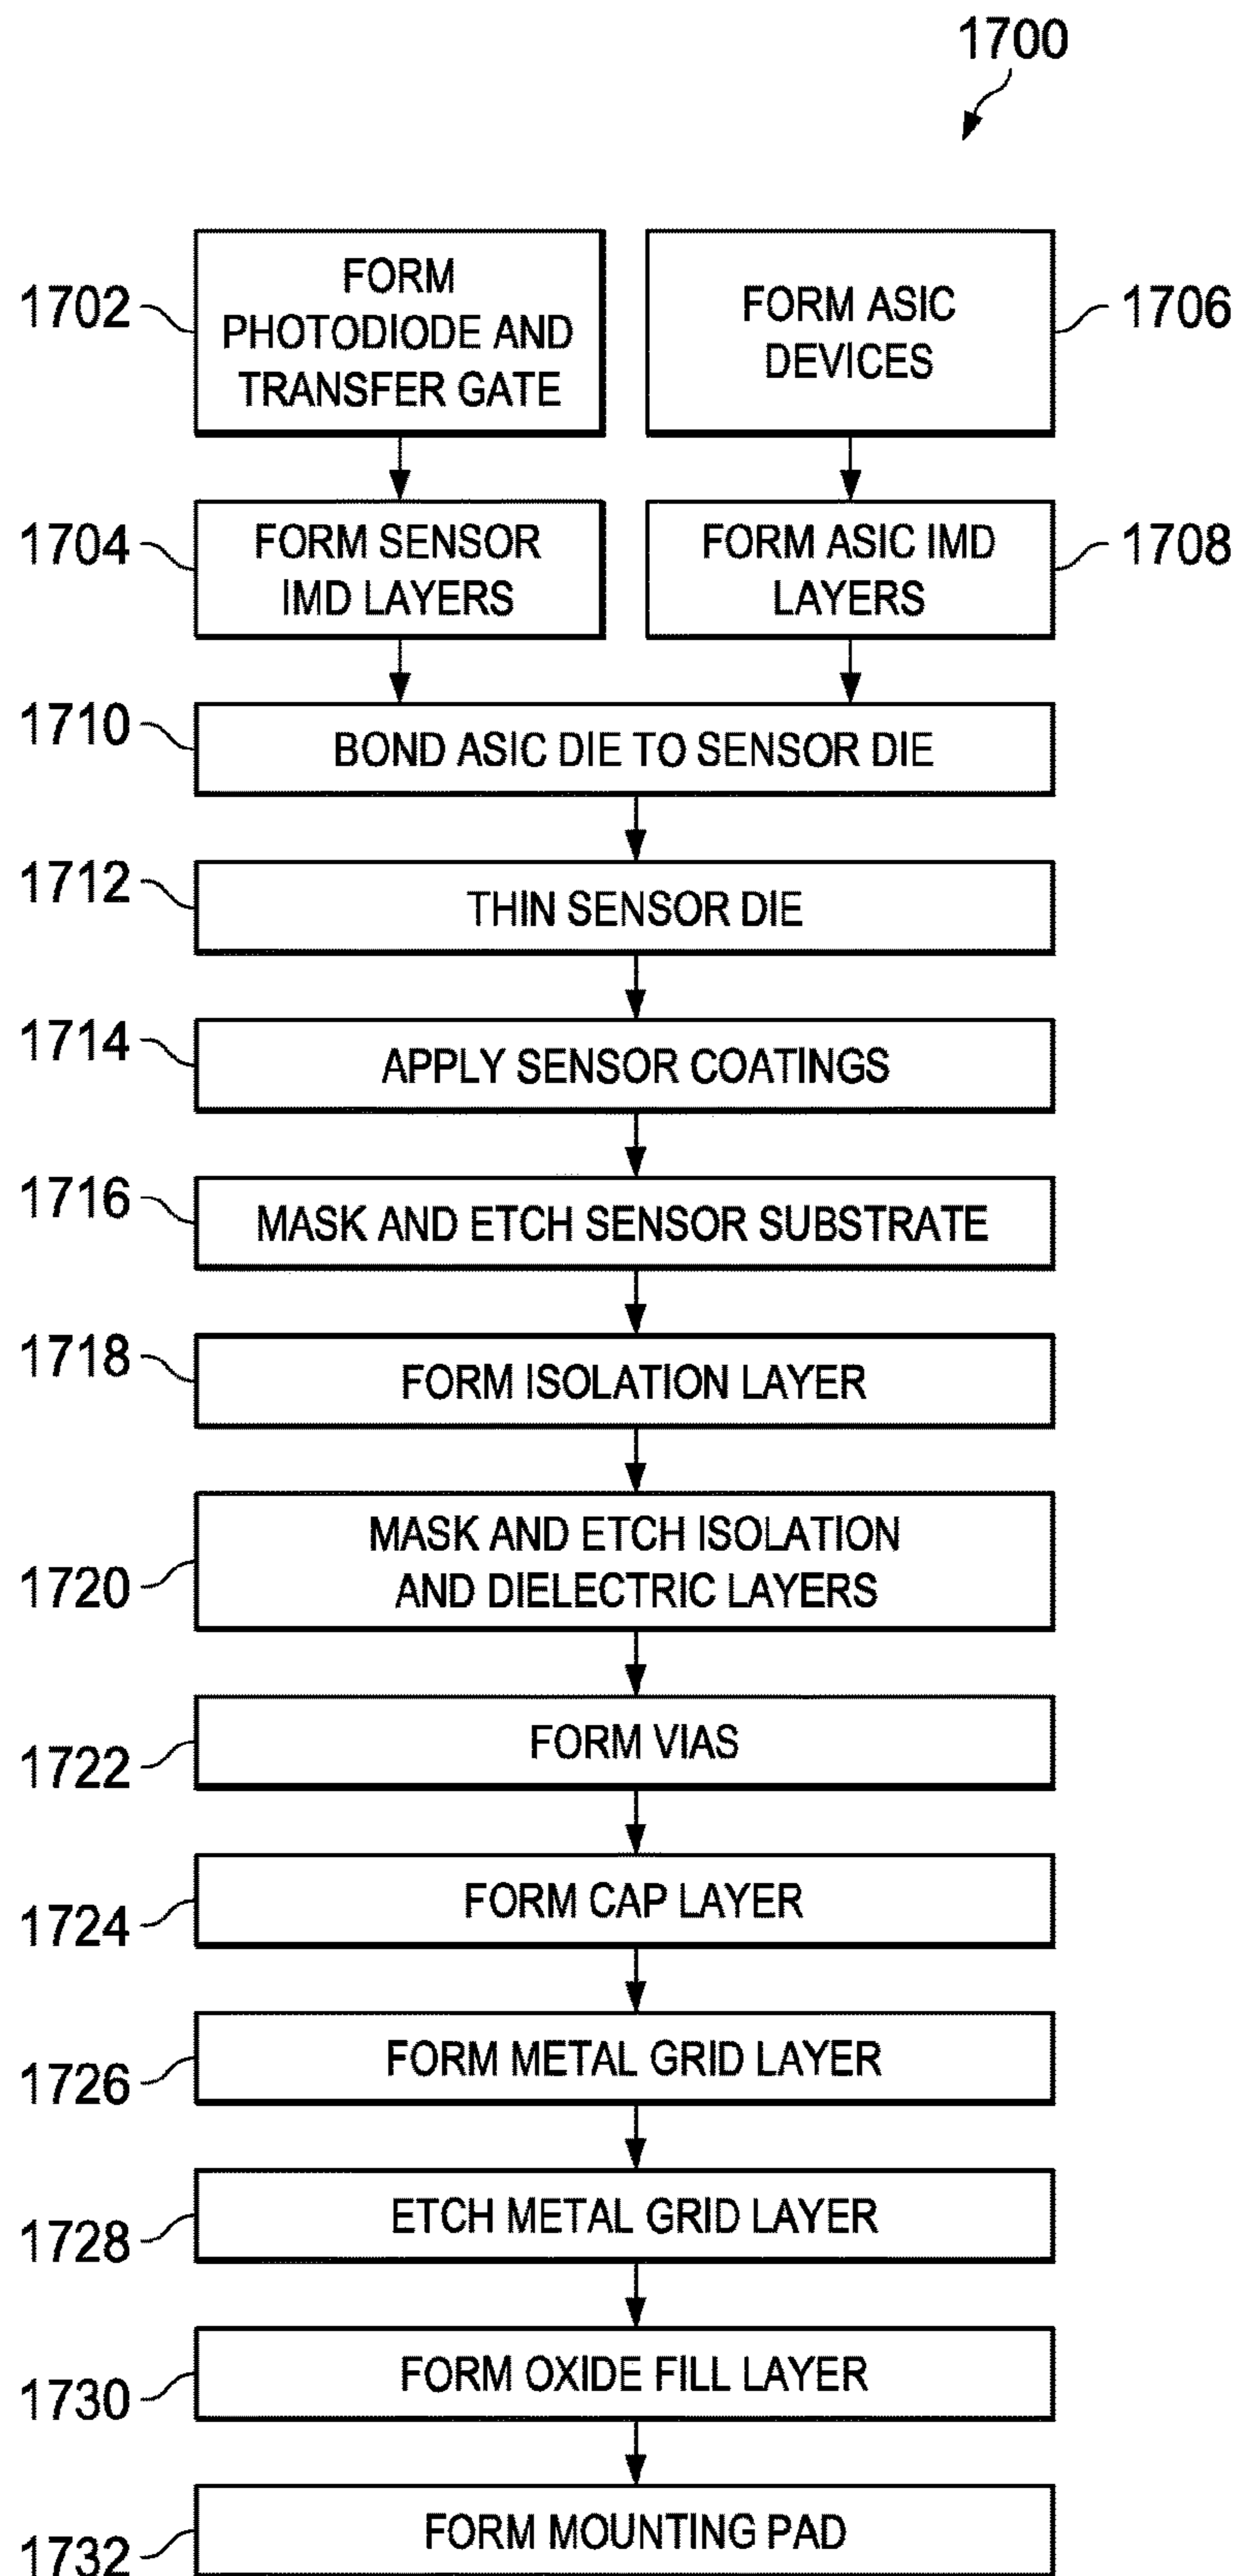 1700
1702
FORM
PHOTODIODE AND
TRANSFER GATE
FORM ASIC
DEVICES
1706
1704
FORM SENSOR
IMD LAYERS
FORM ASIC IMD
LAYERS
1708
1710
BOND ASIC DIE TO SENSOR DIE
1712
THIN SENSOR DIE
1714
APPLY SENSOR COATINGS
1716
MASK AND ETCH SENSOR SUBSTRATE
1718
FORM ISOLATION LAYER
1720
MASK AND ETCH ISOLATION
AND DIELECTRIC LAYERS
1722
FORM VIAS
1724
FORM CAP LAYER
1726
FORM METAL GRID LAYER
1728
ETCH METAL GRID LAYER
1730
FORM OXIDE FILL LAYER
1732
FORM MOUNTING PAD